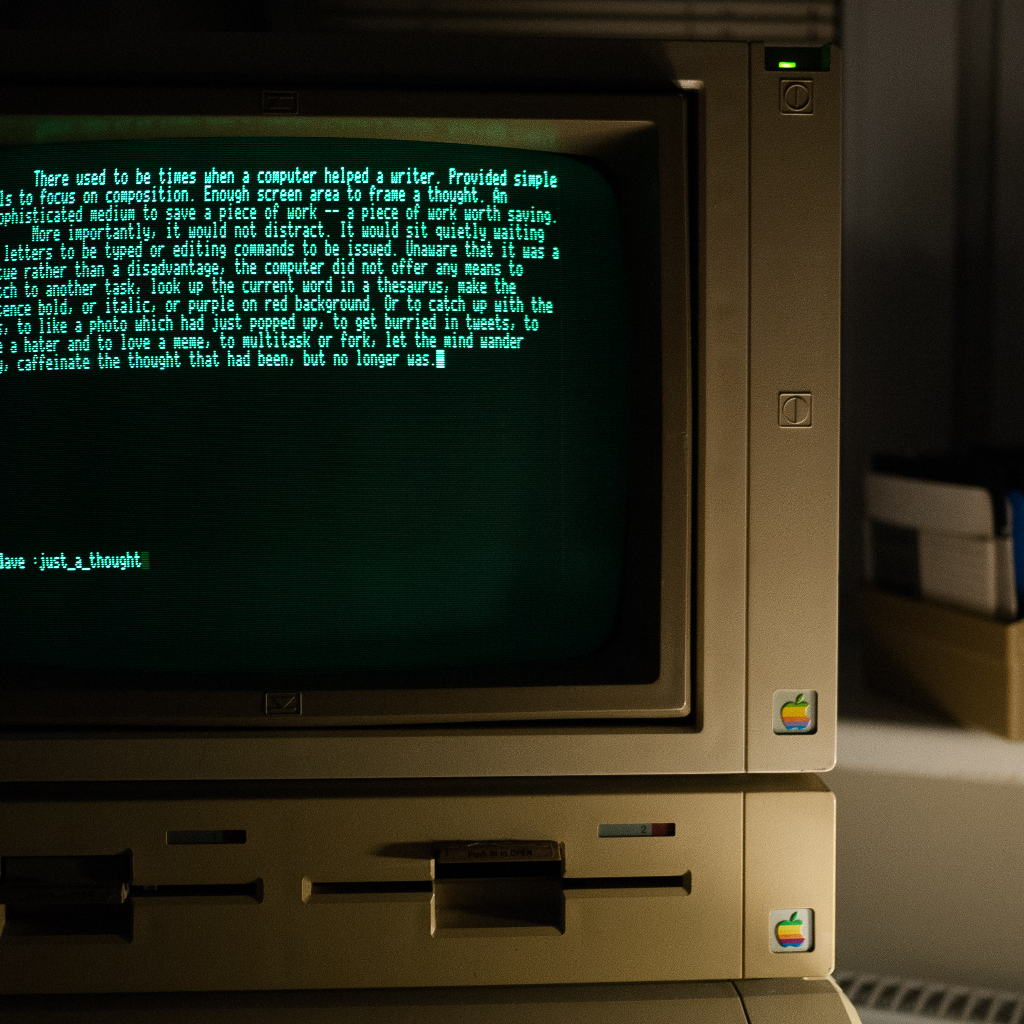 There used to be times when a computer helped a writer. Provided simple
ls to focus on composition. Enough screen area to frame a thought. An
ophisticated medium to save a piece of work -- a piece of work worth saving.
More importantly, it would not distract. It would sit quietly waiting
letters to be typed or editing commands to be issued. Unaware that it was a
tue rather than a disadvantage, the computer did not offer any means to
tch to another task, look up the current word in a thesaurus, make the
tence bold, or italic, or purple on red background. Or to catch up with the
s, to like a photo which had just popped up, to get burried in tweets, to
e a hater and to love a meme, to multitask or fork, let the mind wander
y, caffeinate the thought that had been, but no longer was.
ave :just_a_thought
2
Push In to OPEN